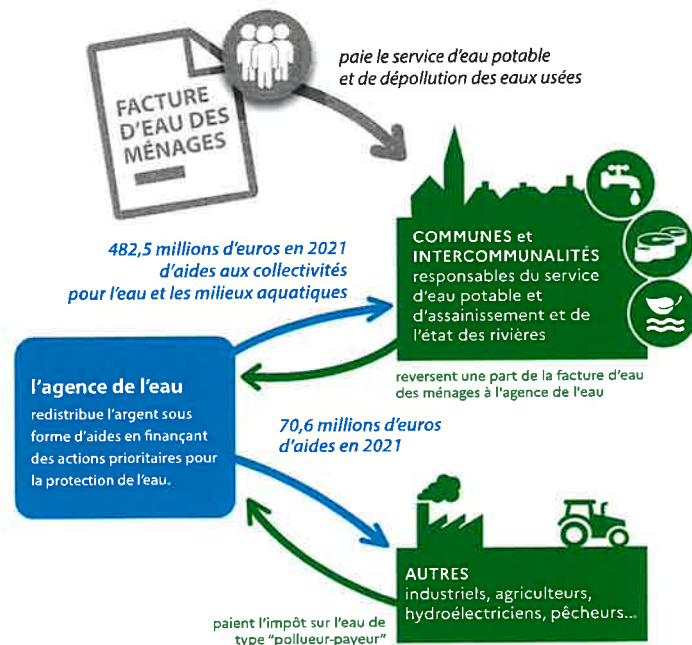 paie le service d'eau potable
et de dépollution des eaux usées
FACTURE
D'EAU DES
MÉNAGES
482,5 millions d'euros en 2021
d'aides aux collectivités
pour l'eau et les milieux aquatiques
COMMUNES et
INTERCOMMUNALITÉS
responsables du service
d'eau potable et
d'assainissement et de
l'état des rivières
reversent une part de la facture d'eau
des ménages à l'agence de l'eau
l'agence de l'eau
redistribue l'argent sous
forme d'aides en finançant
des actions prioritaires pour
la protection de l'eau.
70,6 millions d'euros
d'aides en 2021
AUTRES
industriels, agriculteurs,
hydroélectriciens, pêcheurs...
paient l'impôt sur l'eau de
type "pollueur-payeur"